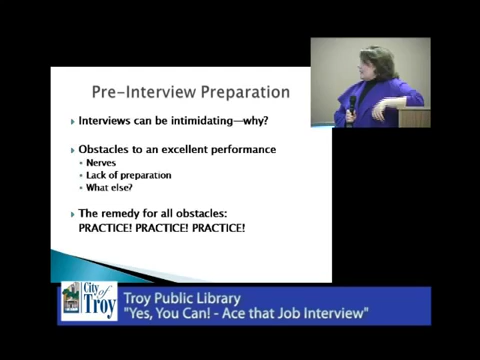 Pre-Interview Preparation
Interviews can be intimidating—why?
Obstacles to an excellent performance
Nerves
Lack of preparation
What else?
The remedy for all obstacles:
PRACTICE! PRACTICE! PRACTICE!
City of Troy
Troy Public Library
"Yes, You Can! - Ace that Job Interview"